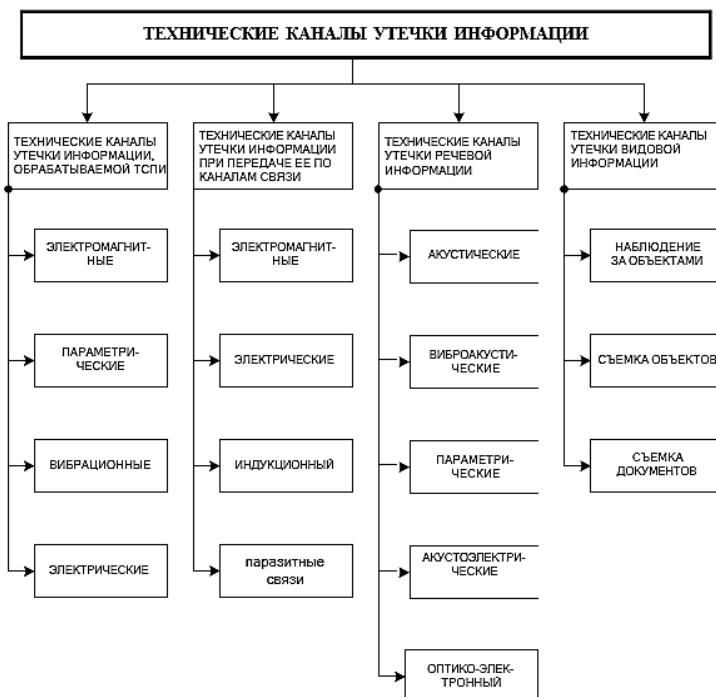 ТЕХНИЧЕСКИЕ КАНАЛЫ УТЕЧКИ ИНФОРМАЦИИ
ТЕХНИЧЕСКИЕ КАНАЛЫ
УТЕЧКИ ИНФОРМАЦИИ,
ОБРАБАТЫВАЕМОЙ ТСПИ
ЭЛЕКТРОМАГНИТ-
НЫЕ
ПАРАМЕТРИ-
ЧЕСКИЕ
ВИБРАЦИОННЫЕ
ЭЛЕКТРИЧЕСКИЕ
ТЕХНИЧЕСКИЕ КАНАЛЫ
УТЕЧКИ ИНФОРМАЦИИ
ПРИ ПЕРЕДАЧЕ ЕЕ ПО
КАНАЛАМ СВЯЗИ
ЭЛЕКТРОМАГНИТ-
НЫЕ
ЭЛЕКТРИЧЕСКИЕ
ИНДУКЦИОННЫЙ
паразитные
связи
ТЕХНИЧЕСКИЕ КАНАЛЫ
УТЕЧКИ РЕЧЕВОЙ
ИНФОРМАЦИИ
АКУСТИЧЕСКИЕ
ВИБРОАКУСТИ-
ЧЕСКИЕ
ПАРАМЕТРИ-
ЧЕСКИЕ
АКУСТОЭЛЕКТРИ-
ЧЕСКИЕ
ОПТИКО-ЭЛЕК-
ТРОННЫЙ
ТЕХНИЧЕСКИЕ КАНАЛЫ
УТЕЧКИ ВИДОВОЙ
ИНФОРМАЦИИ
НАБЛЮДЕНИЕ
ЗА ОБЪЕКТАМИ
СЪЕМКА ОБЪЕКТОВ
СЪЕМКА
ДОКУМЕНТОВ